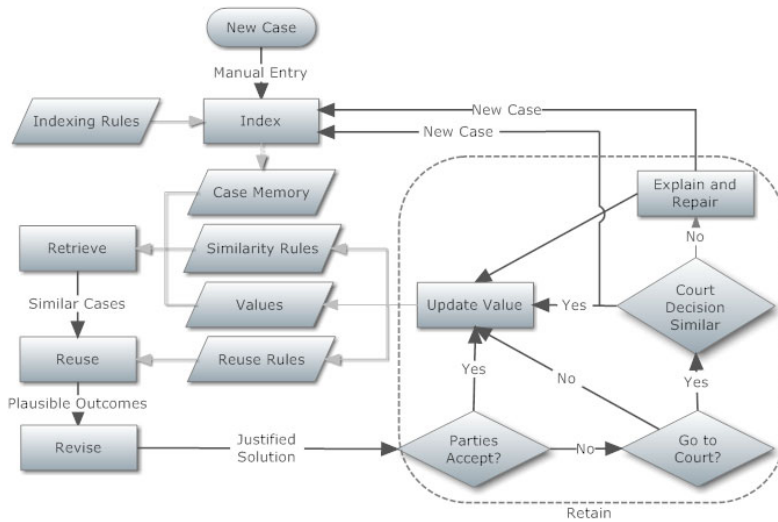 New Case
Manual Entry
New Case
Indexing Rules
Index
New Case
Case Memory
Explain and
Repair
Retrieve
Similarity Rules
No
Similar Cases
Values
Update Value
Yes
Court
Decision
Similar
Reuse
Reuse Rules
Yes
No
Yes
Plausible Outcomes
Revise
Justified
Solution
Parties
Accept?
No
Go to
Court?
Retain